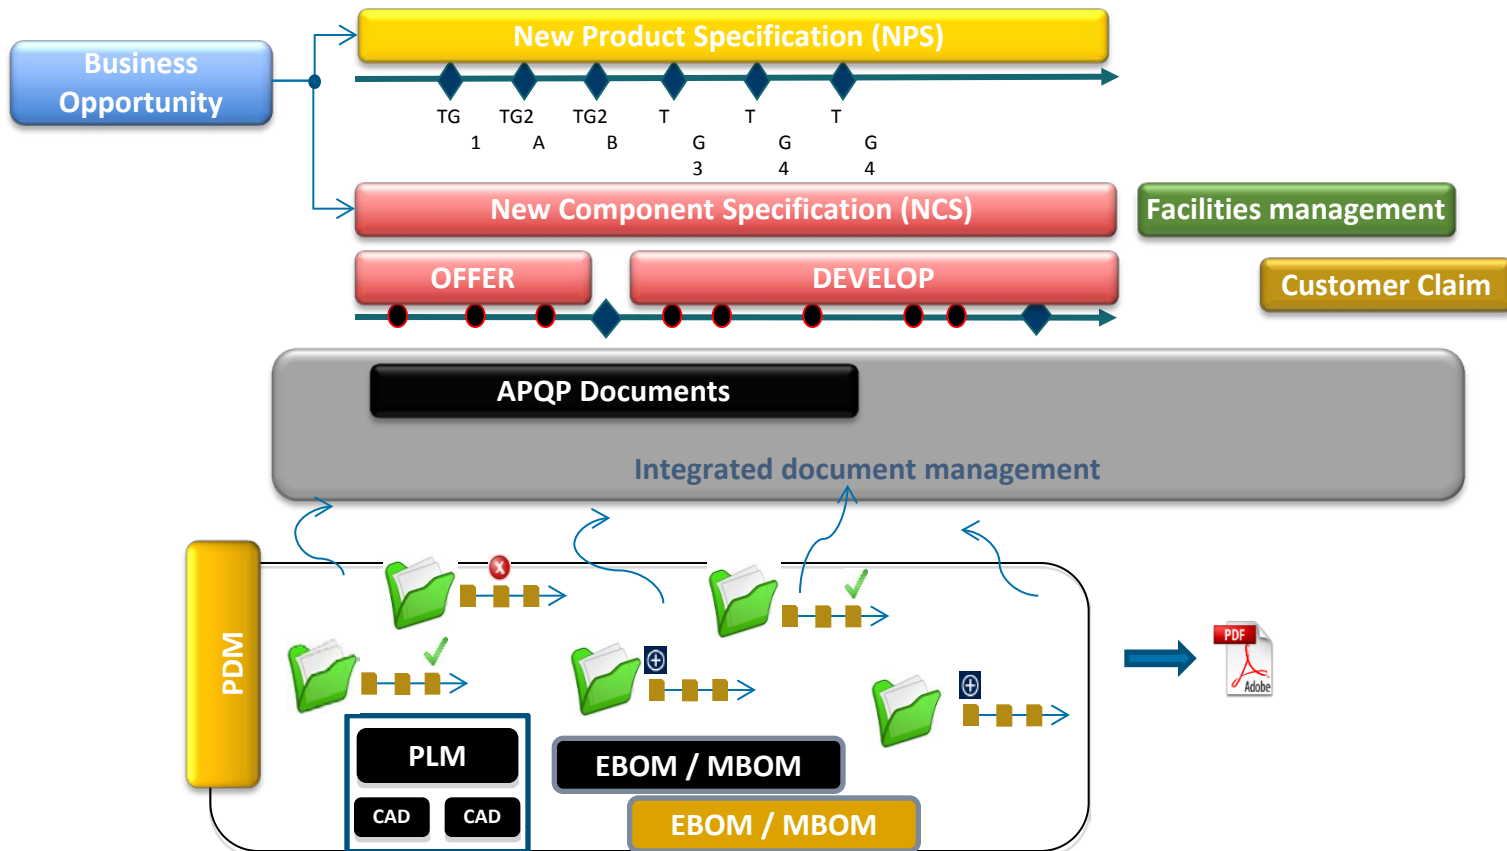 New Product Specification (NPS)
Business
Opportunity
TG
1
TG2
A
TG2
B
T
G
3
T
G
4
T
G
4
New Component Specification (NCS)
Facilities management
OFFER
DEVELOP
Customer Claim
APQP Documents
Integrated document management
PDM
PDF
Adobe
PLM
CAD
CAD
EBOM / MBOM
EBOM / MBOM